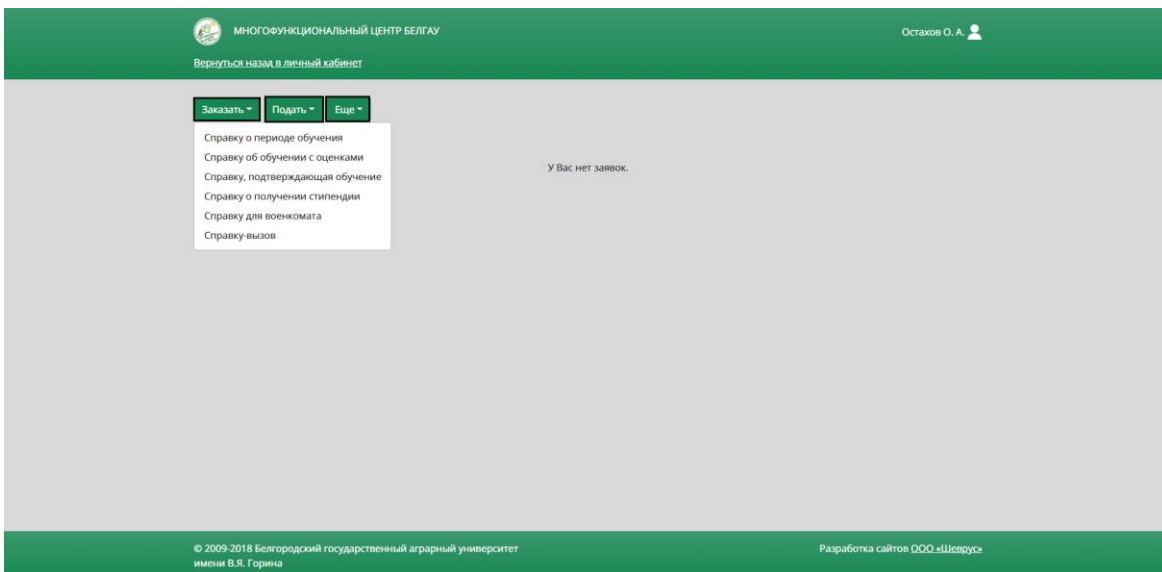 МНОГОФУНКЦИОНАЛЬНЫЙ ЦЕНТР БЕЛГАУ
Остахов О. А.
Вернуться назад в личный кабинет
Заказать Подать Еще
Справку о периоде обучения
Справку об обучении с оценками
Справку, подтверждающая обучение
Справку о получении стипендии
Справку для военкомата
Справку-вызов
У Вас нет заявок.
© 2009-2018 Белгородский государственный аграрный университет
имени В.Я. Горина
Разработка сайтов ООО «Шеврус»